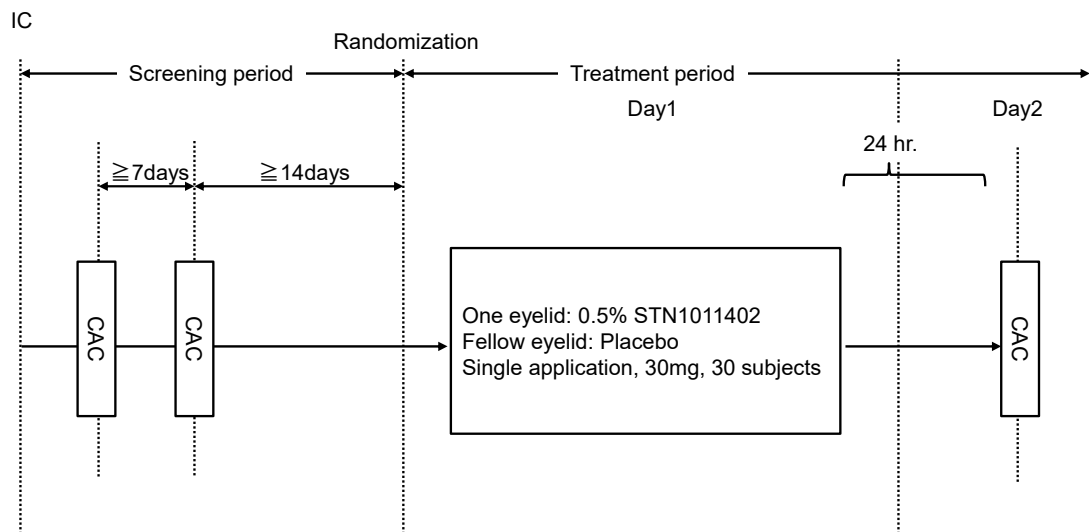 IC
Randomization
Screening period
Treatment period
Day1
Day2
24 hr.
≧7days
≧14days
CAC
CAC
One eyelid: 0.5% STN1011402
Fellow eyelid: Placebo
Single application, 30mg, 30 subjects
CAC